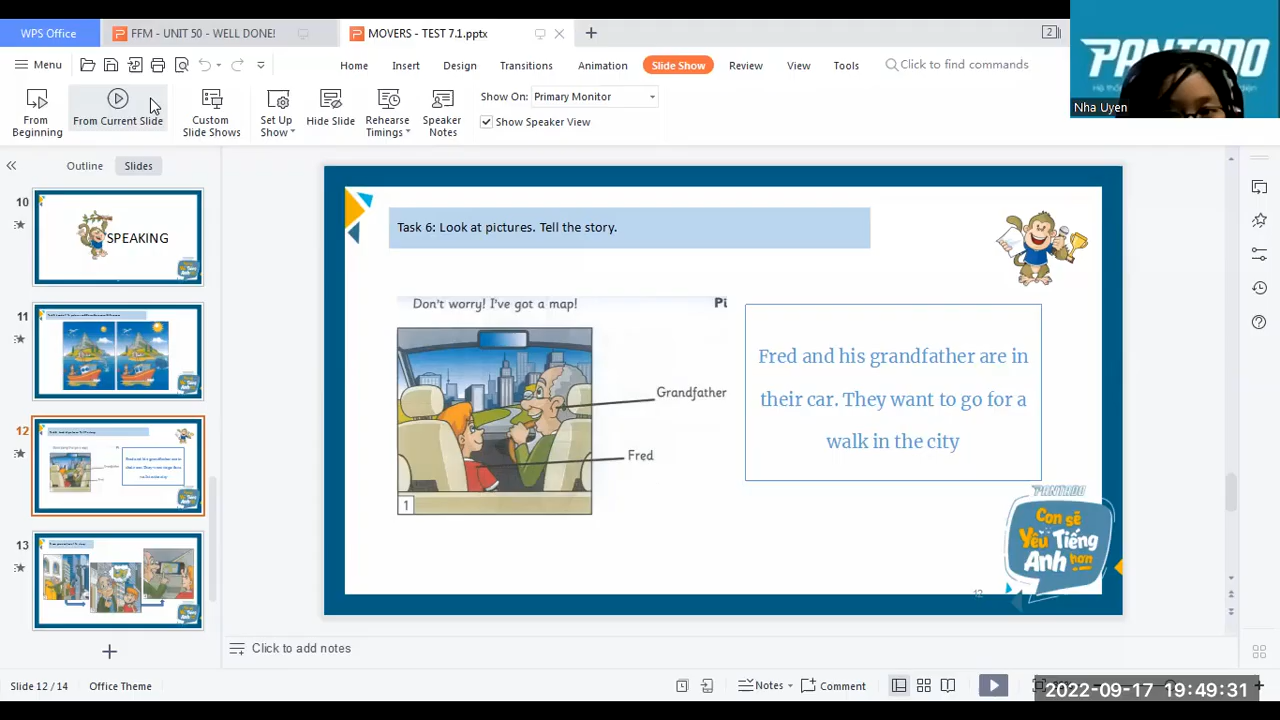 WPS Office
FFM - UNIT 50 - WELL DONE!
MOVERS - TEST 7.1.pptx
2
Menu
Home
Insert
Design
Transitions
Animation
Slide Show
Review
View
Tools
Click to find commands
From Beginning
From Current Slide
Custom Slide Shows
Set Up Show
Hide Slide
Rehearse Timings
Speaker Notes
Show On:
Primary Monitor
Show Speaker View
PANTADO
Nha Uyen
Outline
Slides
10
SPEAKING
11
12
13
Task 6: Look at pictures. Tell the story.
Don't worry! I've got a map!
Pi
Grandfather
Fred
1
Fred and his grandfather are in
their car. They want to go for a
walk in the city
PANTADO
Con sẽ
Yêu Tiếng
Anh hơn
12
Click to add notes
Slide 12 / 14
Office Theme
Notes
Comment
2022-09-17 19:49:31